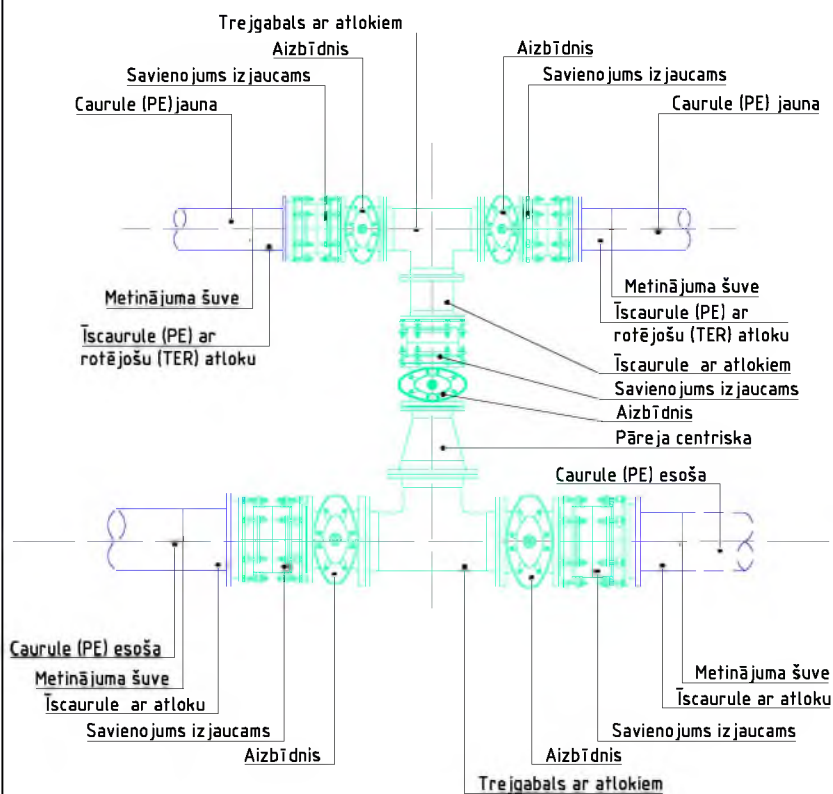 Trejgabals ar atlokiem
Aizbīdnis
Aizbīdnis
Savienojums izjaucams
Savienojums izjaucams
Caurule (PE) jauna
Caurule (PE) jauna
Metinājuma šuve
Metinājuma šuve
Īscaurule (PE) ar
rotējošu (TER) atloku
Īscaurule (PE) ar
rotējošu (TER) atloku
Īscaurule ar atlokiem
Savienojums izjaucams
Aizbīdnis
Pāreja centriska
Caurule (PE) esoša
Caurule (PE) esoša
Metinājuma šuve
Metinājuma šuve
Īscaurule ar atloku
Īscaurule ar atloku
Savienojums izjaucams
Savienojums izjaucams
Aizbīdnis
Aizbīdnis
Trejgabals ar atlokiem